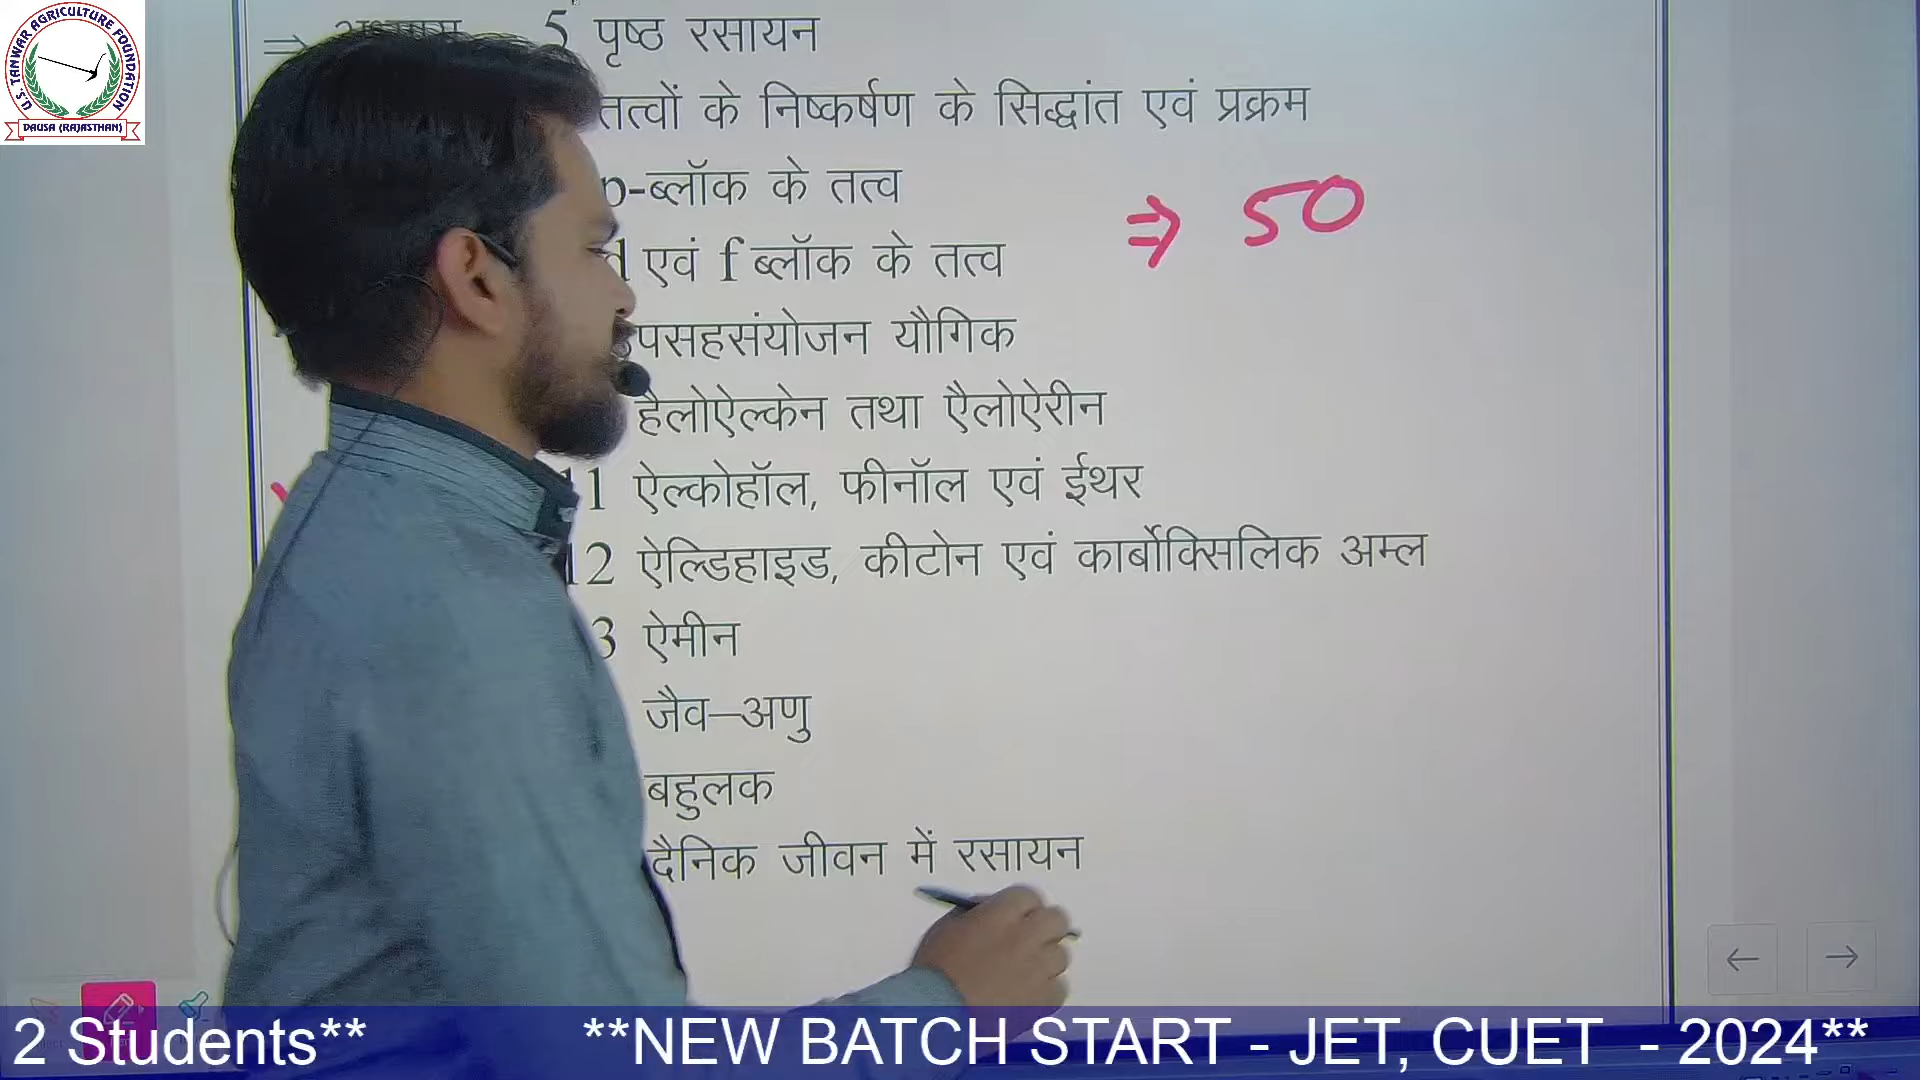 U.S. TANWAR AGRICULTURE FOUNDATION
DAUSA (RAJASTHAN)
5 पृष्ठ रसायन
तत्वों के निष्कर्षण के सिद्धांत एवं प्रक्रम
p-ब्लॉक के तत्व
⇒ 50
d एवं f ब्लॉक के तत्व
उपसहसंयोजन यौगिक
हैलोऐल्केन तथा ऐलोऐरीन
11 ऐल्कोहॉल, फीनॉल एवं ईथर
12 ऐल्डिहाइड, कीटोन एवं कार्बोक्सिलिक अम्ल
3 ऐमीन
जैव–अणु
बहुलक
दैनिक जीवन में रसायन
2 Students** **NEW BATCH START - JET, CUET - 2024**